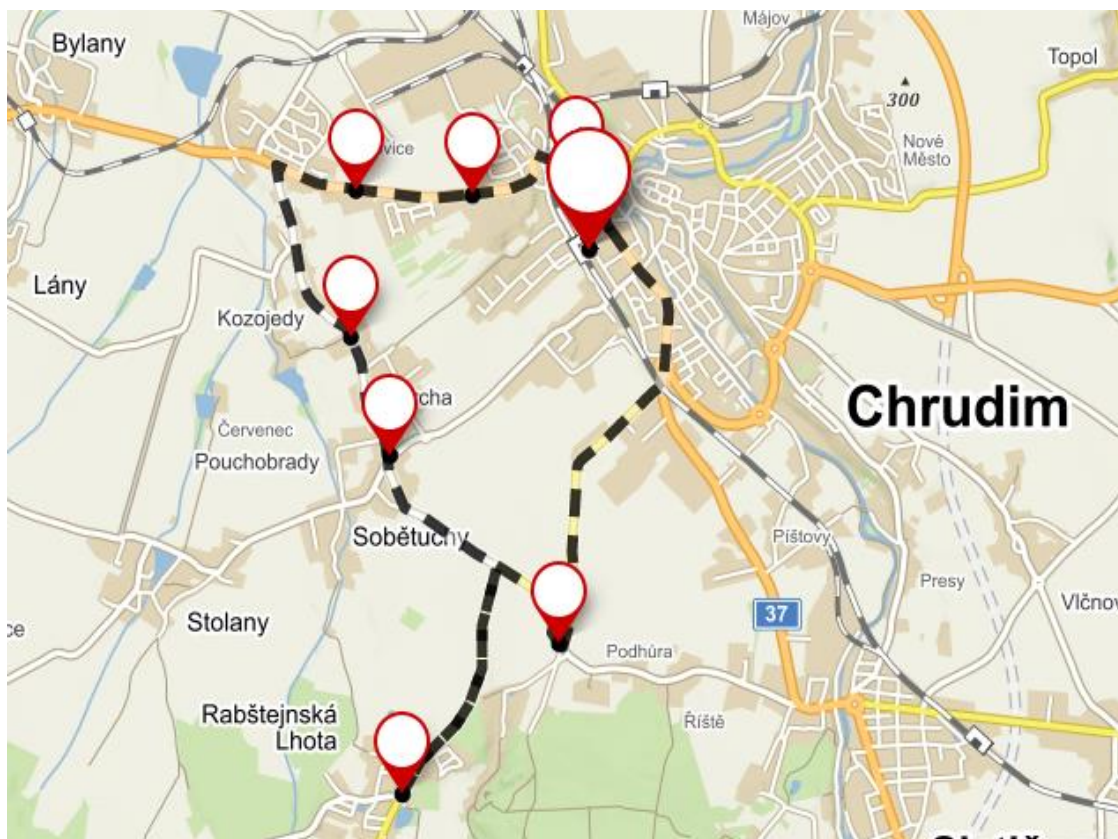 Bylany
Májov
Topol
300
Nové
Město
vice
Lány
Kozojedy
cha
Chrudim
Červenec
Pouchobrady
Sobětuchy
Píšťovy
Presy
Vlčnov
Stolany
ce
37
Podhůra
Rabštejnská
Lhota
Říště